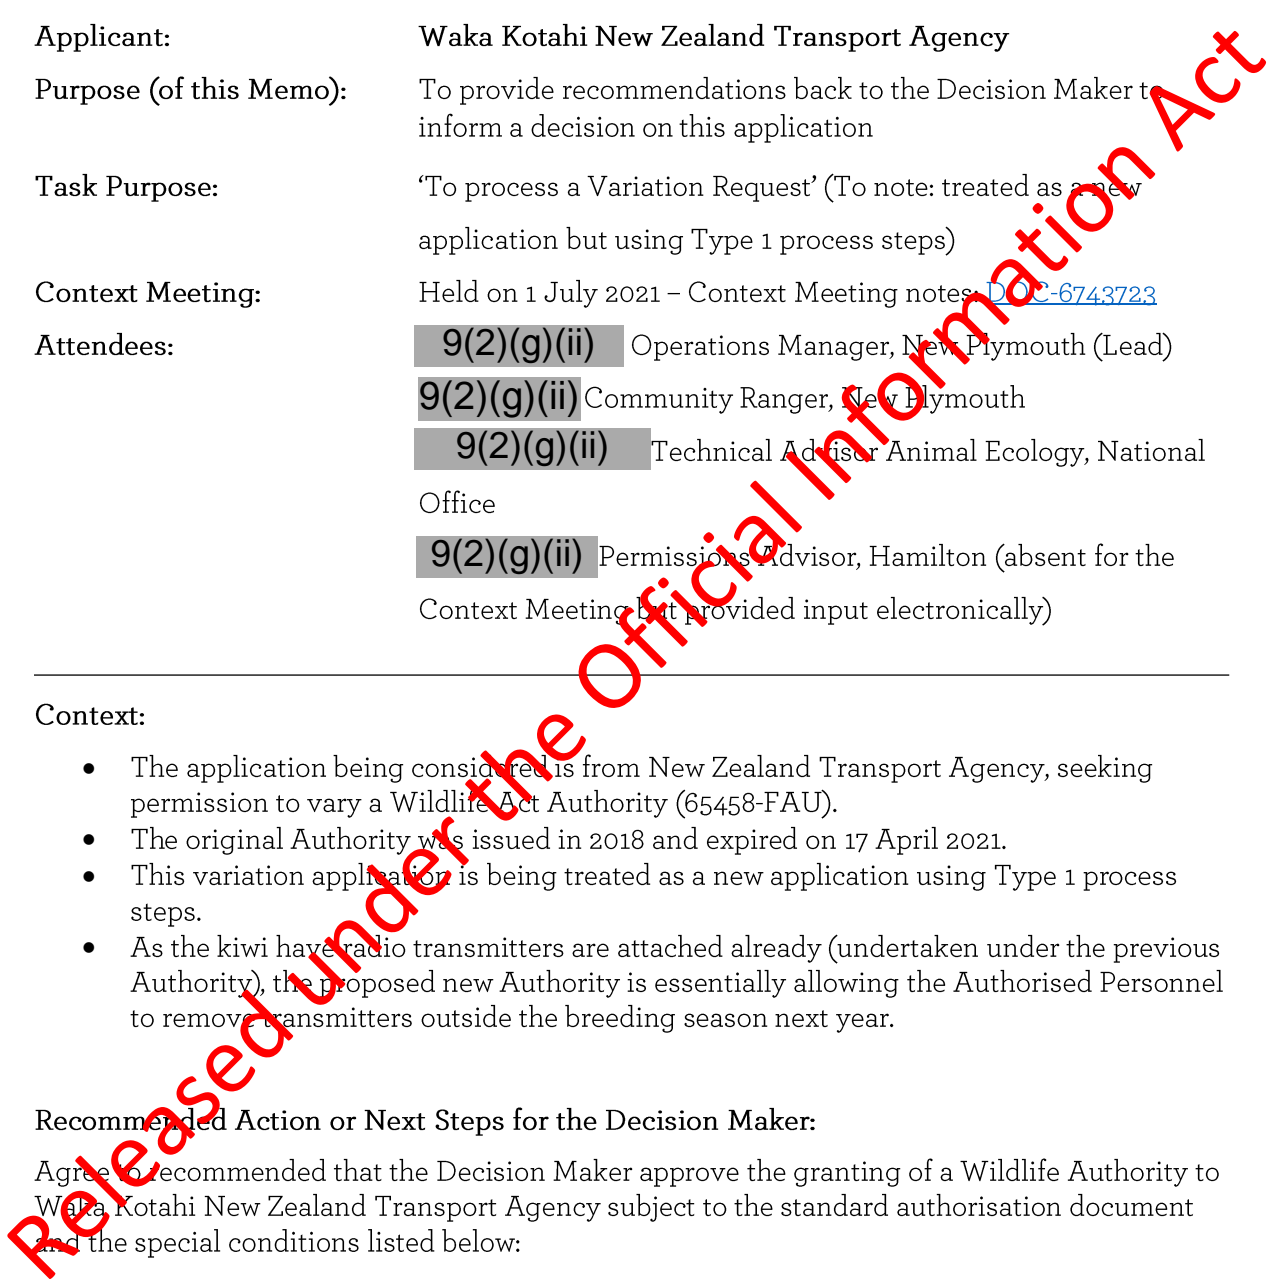 Applicant: Waka Kotahi New Zealand Transport Agency
Purpose (of this Memo): To provide recommendations back to the Decision Maker to
inform a decision on this application
Task Purpose: ‘To process a Variation Request’ (To note: treated as a new
application but using Type 1 process steps)
Context Meeting: Held on 1 July 2021 – Context Meeting notes: DOC-6743723
Attendees: 9(2)(g)(ii) Operations Manager, New Plymouth (Lead)
9(2)(g)(ii) Community Ranger, New Plymouth
9(2)(g)(ii) Technical Advisor Animal Ecology, National
Office
9(2)(g)(ii) Permissions Advisor, Hamilton (absent for the
Context Meeting but provided input electronically)
Context:
• The application being considered is from New Zealand Transport Agency, seeking
permission to vary a Wildlife Act Authority (65458-FAU).
• The original Authority was issued in 2018 and expired on 17 April 2021.
• This variation application is being treated as a new application using Type 1 process
steps.
• As the kiwi have radio transmitters are attached already (undertaken under the previous
Authority), the proposed new Authority is essentially allowing the Authorised Personnel
to remove transmitters outside the breeding season next year.
Recommended Action or Next Steps for the Decision Maker:
Agree to recommended that the Decision Maker approve the granting of a Wildlife Authority to
Waka Kotahi New Zealand Transport Agency subject to the standard authorisation document
and the special conditions listed below:
Released under the Official Information Act